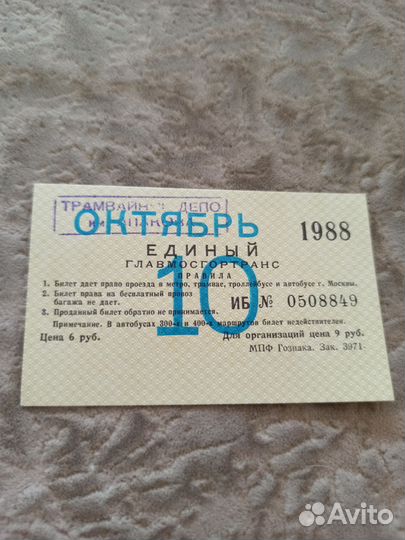 ТРАМВАЙН ДЕПО
ОКТЯБРЬ
1988
ЕДИНЫЙ
ГЛАВМОСГОРТРАНС
ПРАВИЛА
10
1. Билет дает право проезда в метро, трамвае, троллейбусе и автобусе г. Москвы.
2. Билет права на бесплатный провоз
багажа не дает.
ИБ № 0508849
3. Проданный билет обратно не принимается.
Примечание. В автобусах 300-х и 400-х маршрутов билет недействителен.
Цена 6 руб. Для организаций цена 9 руб.
МПФ Гознака. Зак. 3971.
Avito